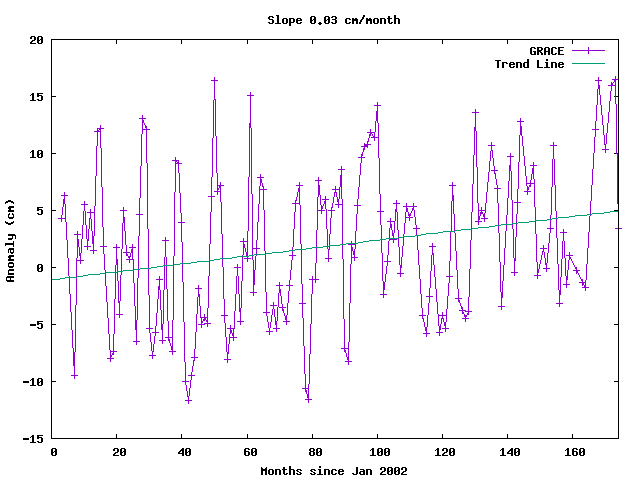 Slope 0.03 cm/month
GRACE
Trend Line
20
15
10
5
0
-5
-10
-15
Anomaly (cm)
0 20 40 60 80 100 120 140 160
Months since Jan 2002